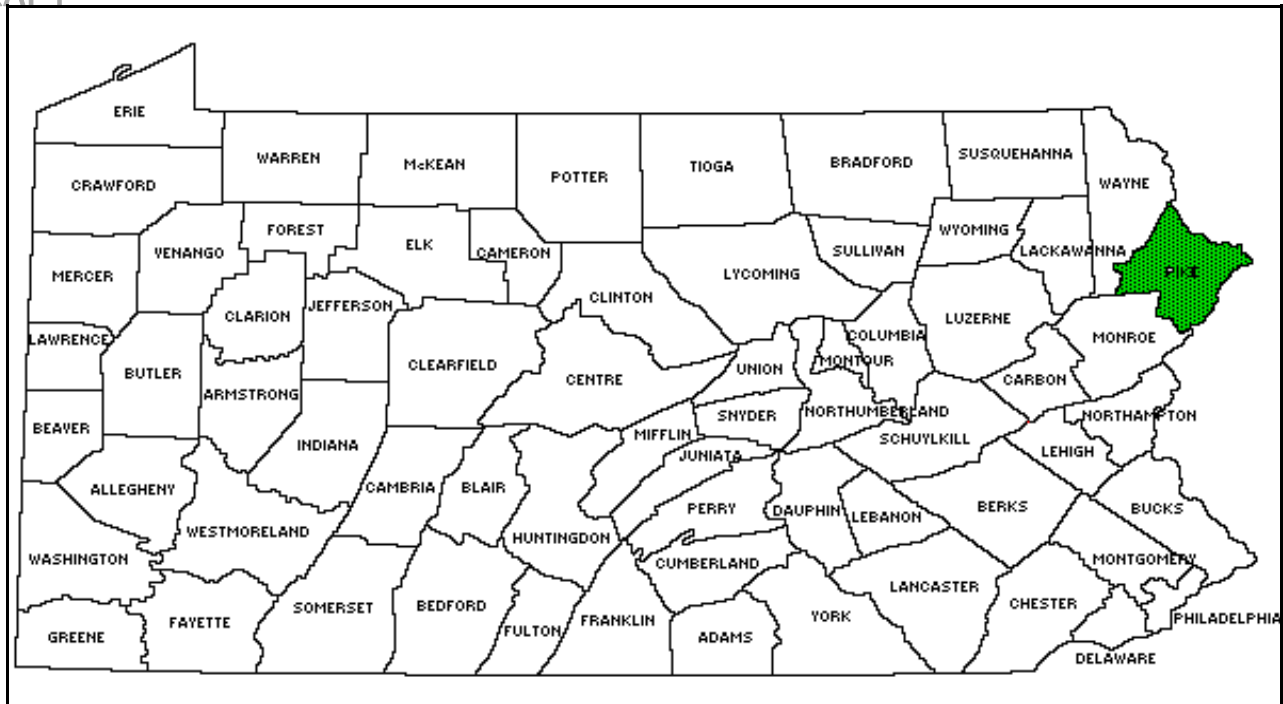 ERIE
WARREN
McKEAN
POTTER
TIOGA
BRADFORD
SUSQUEHANNA
WAYNE
CRAWFORD
FOREST
ELK
CAMERON
VENANGO
MERCER
LYCOMING
SULLIVAN
WYOMING
LACKAWANNA
PIKE
CLINTON
JEFFERSON
CLARION
LUZERNE
COLUMBIA
MONROE
LAWRENCE
BUTLER
CLEARFIELD
CENTRE
UNION
MONTOUR
CARBON
ARMSTRONG
SNYDER
NORTHUMBERLAND
NORTHAMPTON
BEAVER
INDIANA
MIFFLIN
SCHUYLKILL
LEHIGH
JUNIATA
ALLEGHENY
CAMBRIA
BLAIR
PERRY
DAUPHIN
LEBANON
BERKS
BUCKS
WESTMORELAND
HUNTINGDON
WASHINGTON
CUMBERLAND
MONTGOMERY
LANCASTER
CHESTER
SOMERSET
BEDFORD
FULTON
FRANKLIN
FAYETTE
GREENE
ADAMS
YORK
PHILADELPHIA
DELAWARE